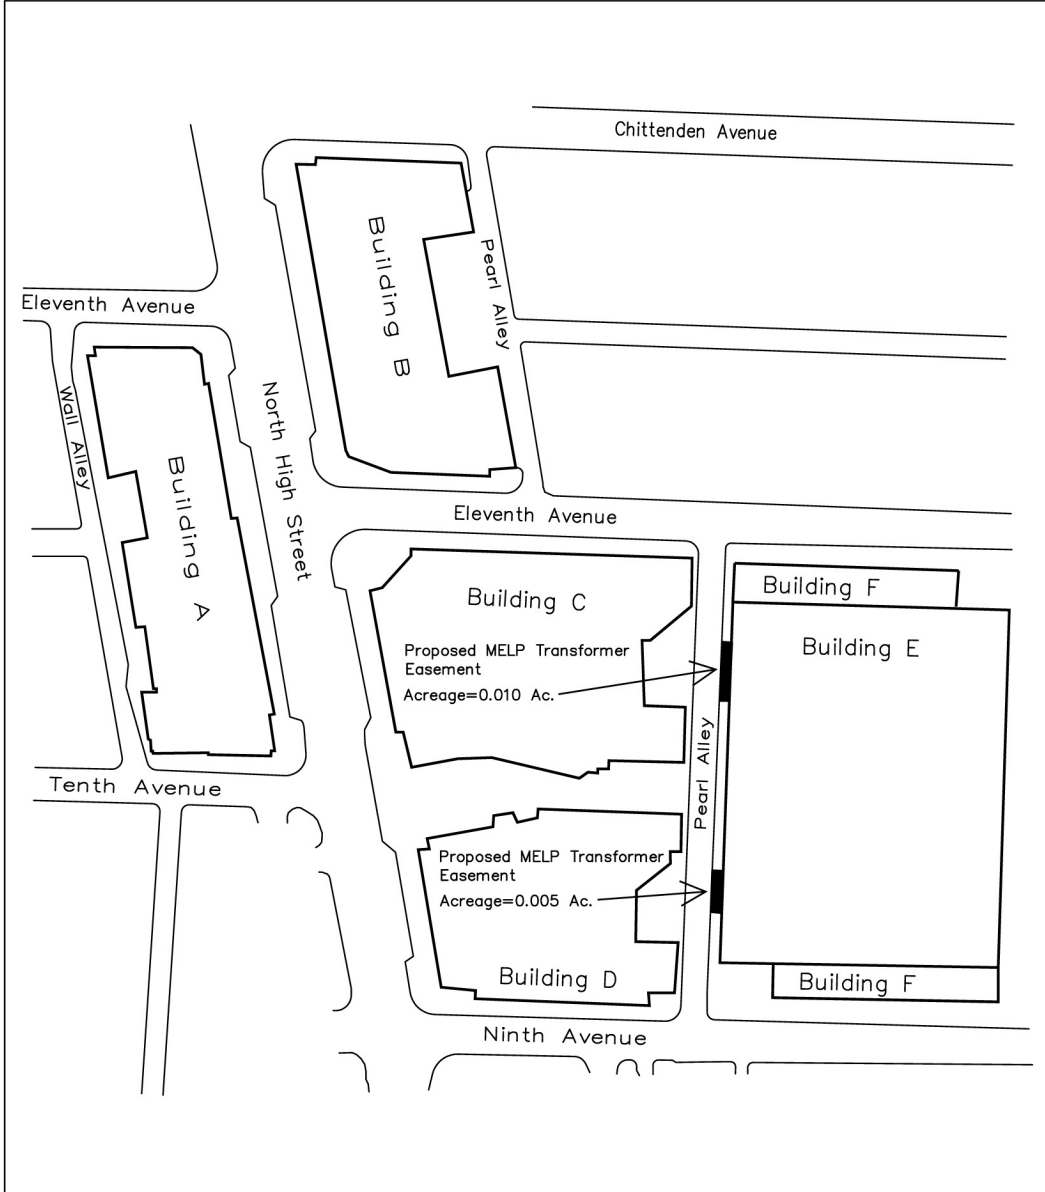 Chittenden Avenue
Building B
Pearl Alley
Eleventh Avenue
Wall Alley
North High Street
Building A
Eleventh Avenue
Building F
Building C
Building E
Proposed MELP Transformer
Easement
Acreage=0.010 Ac.
Pearl Alley
Tenth Avenue
Proposed MELP Transformer
Easement
Acreage=0.005 Ac.
Building D
Building F
Ninth Avenue